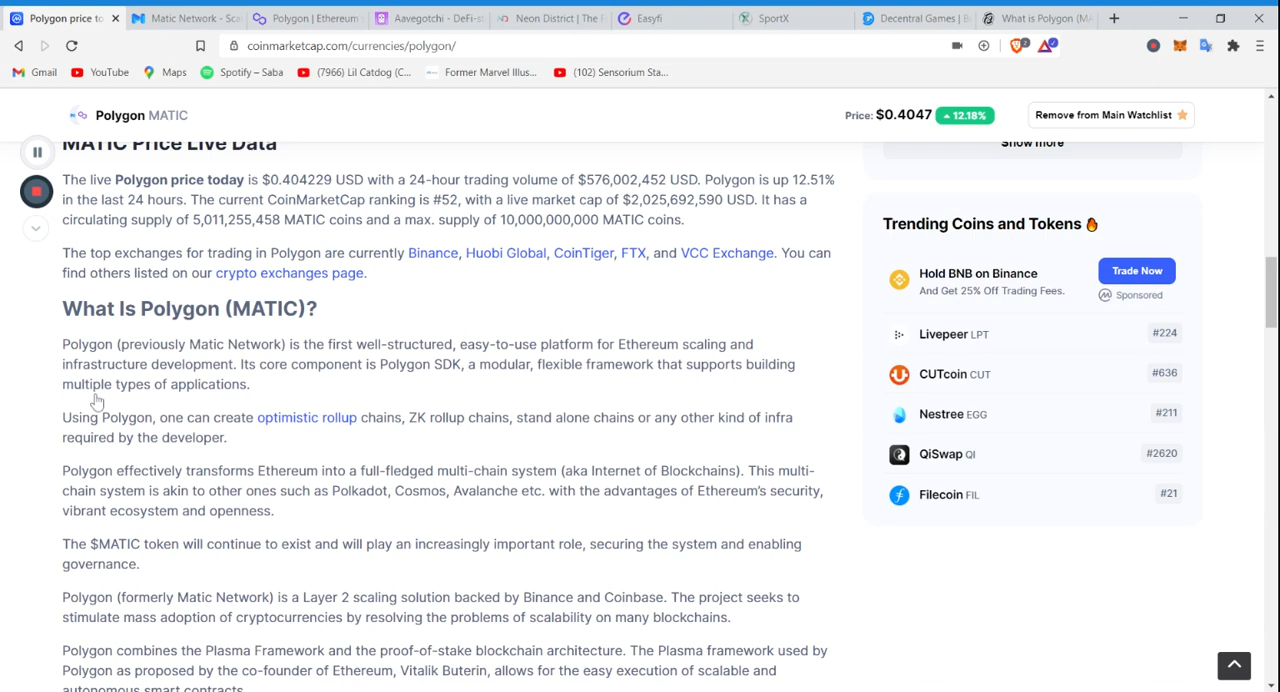 Polygon price to
Matic Network - Sca
Polygon | Ethereum'
Aavegotchi - DeFi-st
Neon District | The F
Easyfi
SportX
Decentral Games | B
What is Polygon (MA
coinmarketcap.com/currencies/polygon/
Gmail
YouTube
Maps
Spotify – Saba
(7966) Lil Catdog (C...
Former Marvel Illus...
(102) Sensorium Sta...
Polygon MATIC
Price: $0.4047
12.18%
Remove from Main Watchlist
MATIC Price Live Data
The live Polygon price today is $0.404229 USD with a 24-hour trading volume of $576,002,452 USD. Polygon is up 12.51%
in the last 24 hours. The current CoinMarketCap ranking is #52, with a live market cap of $2,025,692,590 USD. It has a
circulating supply of 5,011,255,458 MATIC coins and a max. supply of 10,000,000,000 MATIC coins.
The top exchanges for trading in Polygon are currently Binance, Huobi Global, CoinTiger, FTX, and VCC Exchange. You can
find others listed on our crypto exchanges page.
What Is Polygon (MATIC)?
Polygon (previously Matic Network) is the first well-structured, easy-to-use platform for Ethereum scaling and
infrastructure development. Its core component is Polygon SDK, a modular, flexible framework that supports building
multiple types of applications.
Using Polygon, one can create optimistic rollup chains, ZK rollup chains, stand alone chains or any other kind of infra
required by the developer.
Polygon effectively transforms Ethereum into a full-fledged multi-chain system (aka Internet of Blockchains). This multi-
chain system is akin to other ones such as Polkadot, Cosmos, Avalanche etc. with the advantages of Ethereum's security,
vibrant ecosystem and openness.
The $MATIC token will continue to exist and will play an increasingly important role, securing the system and enabling
governance.
Polygon (formerly Matic Network) is a Layer 2 scaling solution backed by Binance and Coinbase. The project seeks to
stimulate mass adoption of cryptocurrencies by resolving the problems of scalability on many blockchains.
Polygon combines the Plasma Framework and the proof-of-stake blockchain architecture. The Plasma framework used by
Polygon as proposed by the co-founder of Ethereum, Vitalik Buterin, allows for the easy execution of scalable and
autonomous smart contracts.
Show more
Trending Coins and Tokens
Hold BNB on Binance
And Get 25% Off Trading Fees.
Trade Now
Sponsored
Livepeer LPT
#224
CUTcoin CUT
#636
Nestree EGG
#211
QiSwap QI
#2620
Filecoin FIL
#21